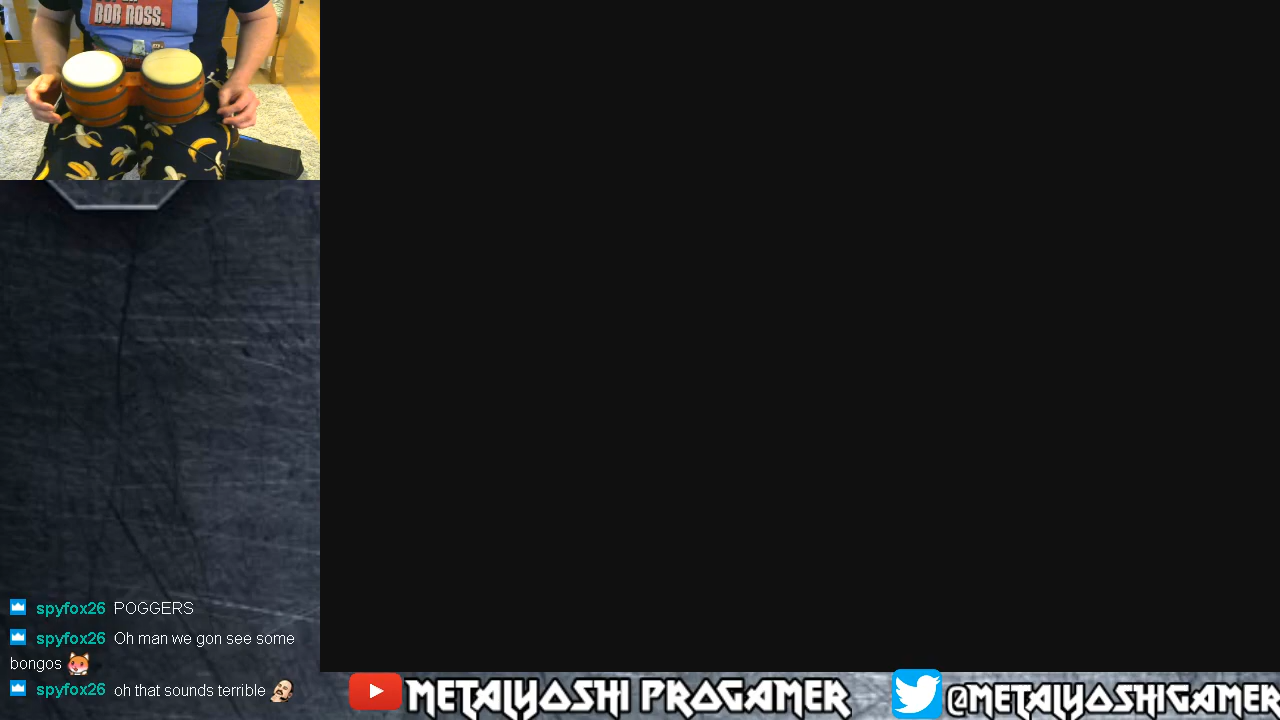 BOB ROSS.
spyfox26 POGGERS
spyfox26 Oh man we gon see some
bongos
spyfox26 oh that sounds terrible
METALYOSHI PROGAMER
@METALYOSHIGAMER